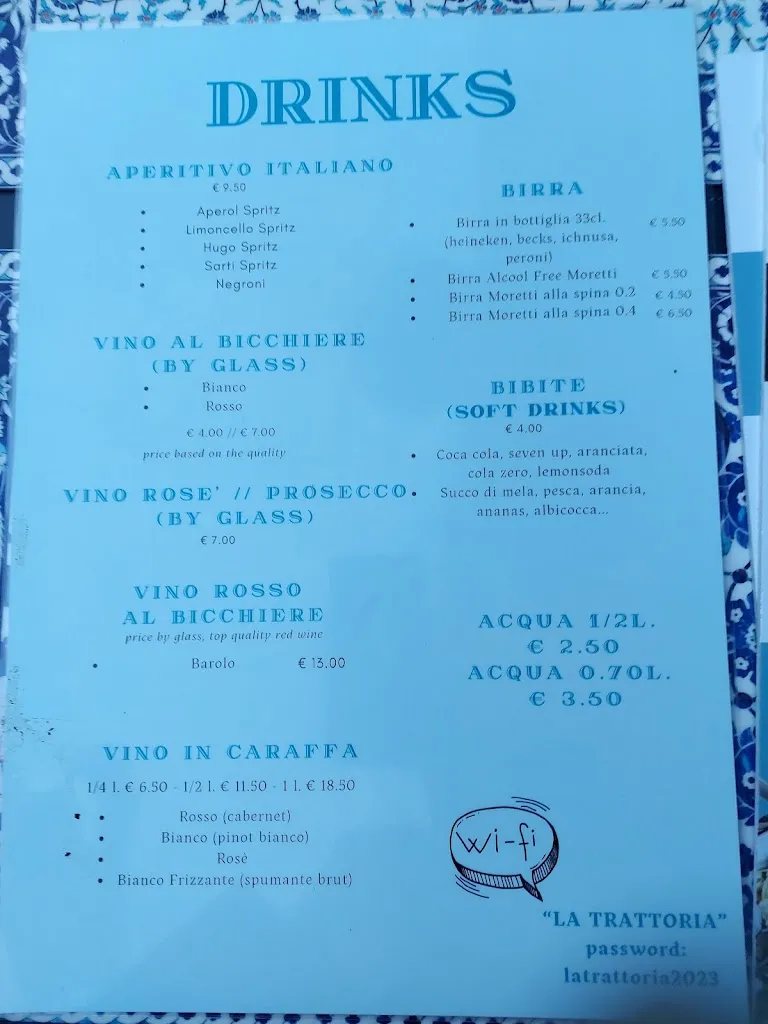 DRINKS
APERITIVO ITALIANO
€ 9.50
• Aperol Spritz
• Limoncello Spritz
• Hugo Spritz
• Sarti Spritz
• Negroni
VINO AL BICCHIERE
(BY GLASS)
• Bianco
• Rosso
€ 4.00 // € 7.00
price based on the quality
VINO ROSE' // PROSECCO
(BY GLASS)
€ 7.00
VINO ROSSO
AL BICCHIERE
price by glass, top quality red wine
• Barolo € 13.00
VINO IN CARAFFA
1/4 l. € 6.50 - 1/2 l. € 11.50 - 1 l. € 18.50
• Rosso (cabernet)
• Bianco (pinot bianco)
• Rosè
• Bianco Frizzante (spumante brut)
BIRRA
• Birra in bottiglia 33cl. € 5.50
(heineken, becks, ichnusa,
peroni)
• Birra Alcool Free Moretti € 5.50
• Birra Moretti alla spina 0.2 € 4.50
• Birra Moretti alla spina 0.4 € 6.50
BIBITE
(SOFT DRINKS)
€ 4.00
• Coca cola, seven up, aranciata,
cola zero, lemonsoda
• Succo di mela, pesca, arancia,
ananas, albicocca...
ACQUA 1/2L.
€ 2.50
ACQUA 0.70L.
€ 3.50
Wi-fi
"LA TRATTORIA"
password:
latrattoria2023